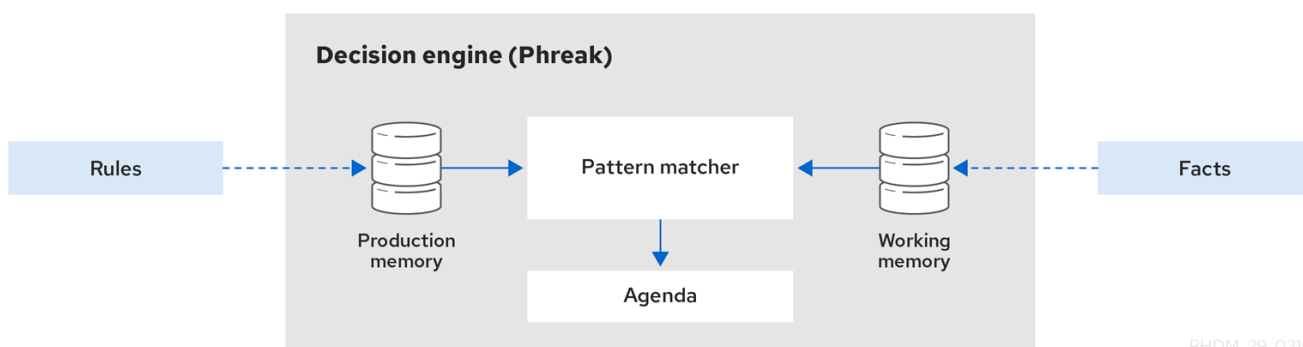 Decision engine (Phreak)
Rules
Pattern matcher
Facts
Production
memory
Working
memory
Agenda